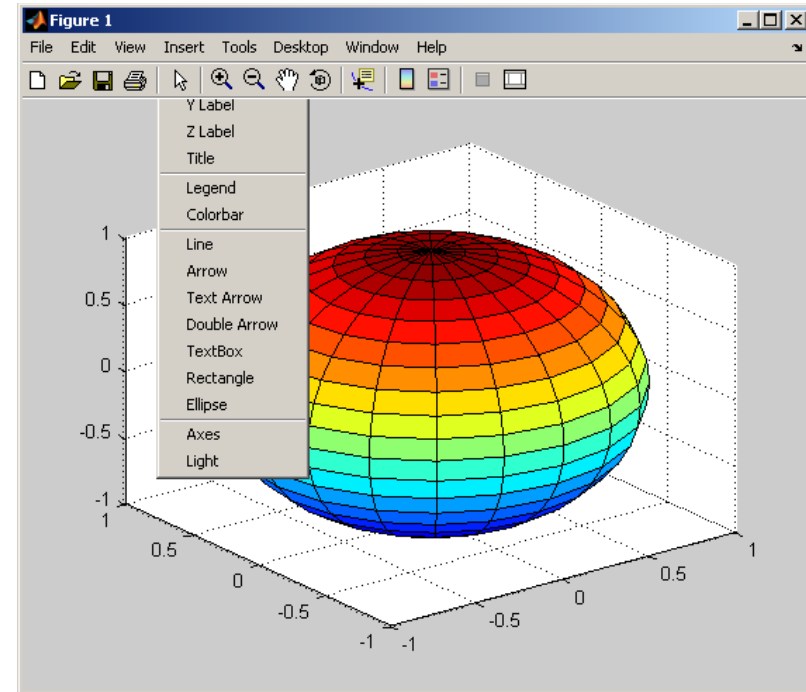 Figure 1
File Edit View Insert Tools Desktop Window Help
Y Label
Z Label
Title
Legend
Colorbar
Line
Arrow
Text Arrow
Double Arrow
TextBox
Rectangle
Ellipse
Axes
Light
1
0.5
0
-0.5
-1
1
0.5
0
-0.5
-1
-1
-0.5
0
0.5
1